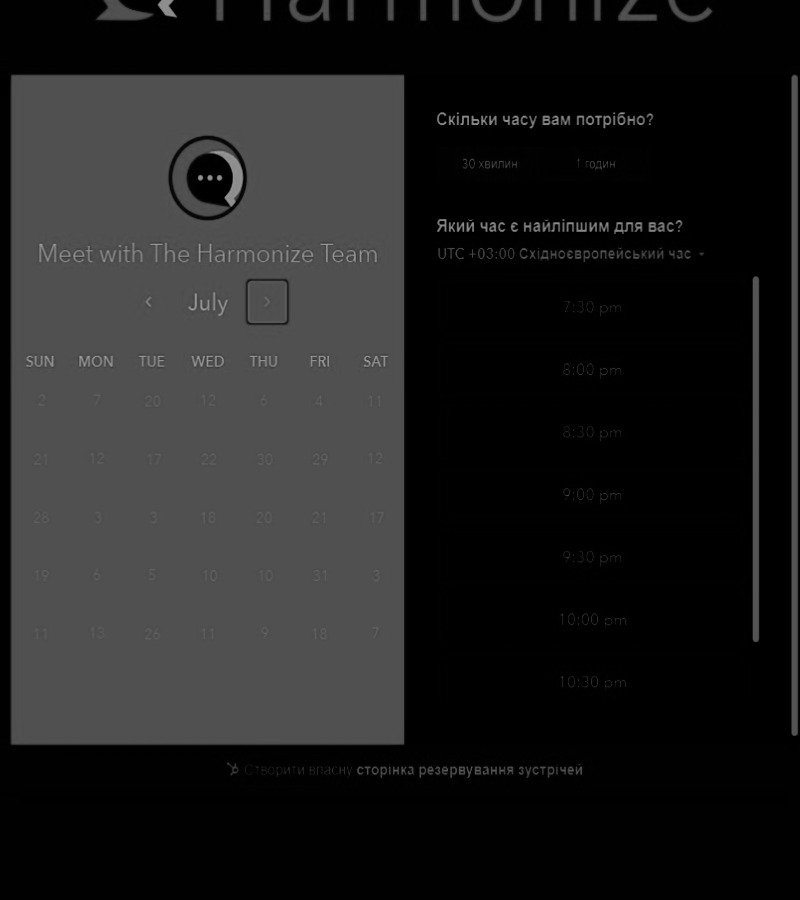 Harmonize
Meet with The Harmonize Team
July
SUN MON TUE WED THU FRI SAT
2 7 20 12 6 4 11
21 12 17 22 30 29 12
28 3 3 18 20 21 17
19 6 5 10 10 31 3
11 13 26 11 9 18 7
Скільки часу вам потрібно?
30 хвилин 1 годин
Який час є найліпшим для вас?
UTC +03:00 Східноєвропейський час
7:30 pm
8:00 pm
8:30 pm
9:00 pm
9:30 pm
10:00 pm
10:30 pm
Створити власну сторінка резервування зустрічей